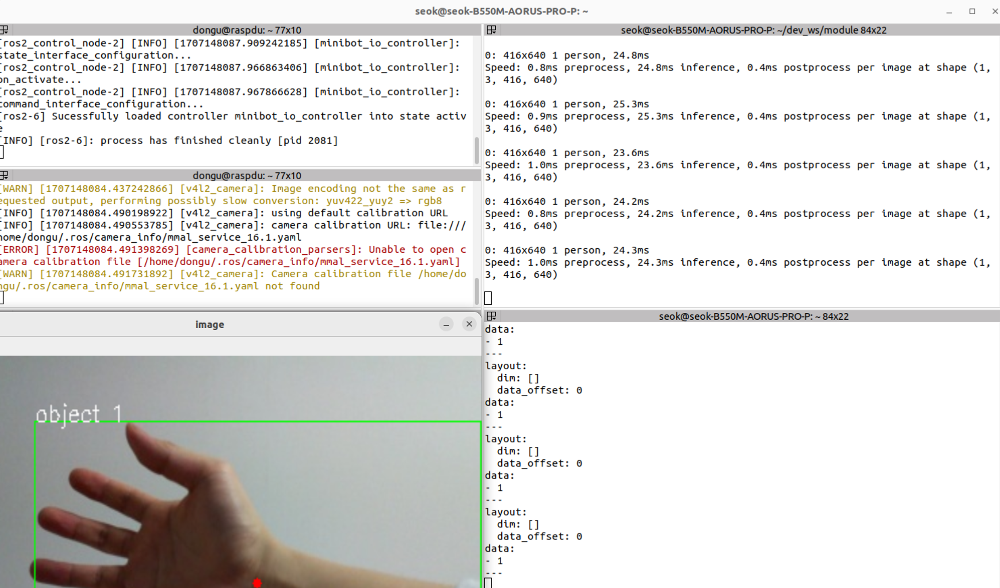 seok@seok-B550M-AORUS-PRO-P: ~
dongu@raspdu: ~ 77x10
[ros2_control_node-2] [INFO] [1707148087.909242185] [minibot_io_controller]:
state_interface_configuration...
[ros2_control_node-2] [INFO] [1707148087.966863406] [minibot_io_controller]:
on_activate...
[ros2_control_node-2] [INFO] [1707148087.967866628] [minibot_io_controller]:
command_interface_configuration...
[ros2-6] Sucessfully loaded controller minibot_io_controller into state activ
e
[INFO] [ros2-6]: process has finished cleanly [pid 2081]
dongu@raspdu: ~ 77x10
[WARN] [1707148084.437242866] [v4l2_camera]: Image encoding not the same as r
equested output, performing possibly slow conversion: yuv422_yuy2 => rgb8
[INFO] [1707148084.490198922] [v4l2_camera]: using default calibration URL
[INFO] [1707148084.490553785] [v4l2_camera]: camera calibration URL: file:///
home/dongu/.ros/camera_info/mmal_service_16.1.yaml
[ERROR] [1707148084.491398269] [camera_calibration_parsers]: Unable to open c
amera calibration file [/home/dongu/.ros/camera_info/mmal_service_16.1.yaml]
[WARN] [1707148084.491731892] [v4l2_camera]: Camera calibration file /home/do
ngu/.ros/camera_info/mmal_service_16.1.yaml not found
image
object 1
seok@seok-B550M-AORUS-PRO-P: ~/dev_ws/module 84x22
0: 416x640 1 person, 24.8ms
Speed: 0.8ms preprocess, 24.8ms inference, 0.4ms postprocess per image at shape (1,
3, 416, 640)
0: 416x640 1 person, 25.3ms
Speed: 0.9ms preprocess, 25.3ms inference, 0.4ms postprocess per image at shape (1,
3, 416, 640)
0: 416x640 1 person, 23.6ms
Speed: 1.0ms preprocess, 23.6ms inference, 0.4ms postprocess per image at shape (1,
3, 416, 640)
0: 416x640 1 person, 24.2ms
Speed: 0.8ms preprocess, 24.2ms inference, 0.4ms postprocess per image at shape (1,
3, 416, 640)
0: 416x640 1 person, 24.3ms
Speed: 1.0ms preprocess, 24.3ms inference, 0.4ms postprocess per image at shape (1,
3, 416, 640)
seok@seok-B550M-AORUS-PRO-P: ~ 84x22
data:
- 1
---
layout:
  dim: []
  data_offset: 0
data:
- 1
---
layout:
  dim: []
  data_offset: 0
data:
- 1
---
layout:
  dim: []
  data_offset: 0
data:
- 1
---